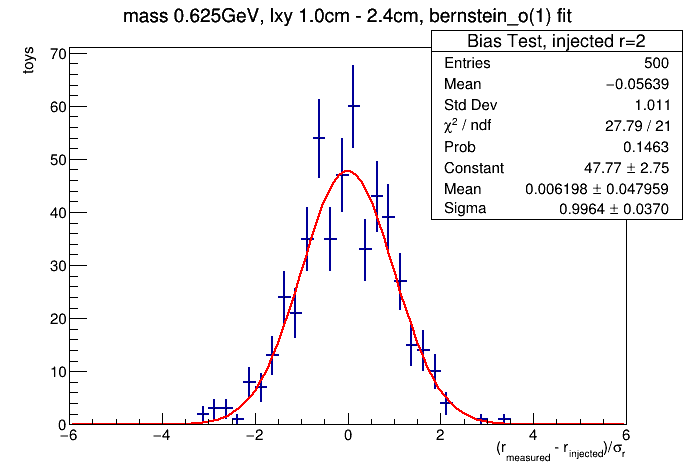 mass 0.625GeV, lxy 1.0cm - 2.4cm, bernstein_o(1) fit
Bias Test, injected r=2
Entries 500
Mean −0.05639
Std Dev 1.011
χ² / ndf 27.79 / 21
Prob 0.1463
Constant 47.77 ± 2.75
Mean 0.006198 ± 0.047959
Sigma 0.9964 ± 0.0370
toys
70
60
50
40
30
20
10
0
−6 −4 −2 0 2 4 6
(r_measured - r_injected)/σ_r